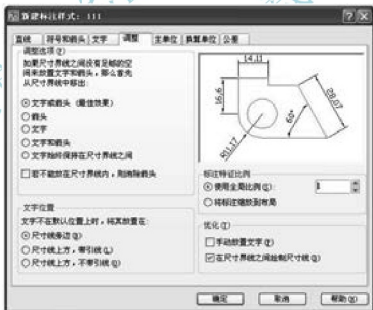 新建标注样式: 111
直线 符号和箭头 文字 调整 主单位 换算单位 公差
调整选项(F)
如果尺寸界线之间没有足够的空
间来放置文字和箭头，那么首先
从尺寸界线中移出:
文字或箭头 (最佳效果)
箭头
文字
文字和箭头
文字始终保持在尺寸界线之间
若不能放在尺寸界线内，则消除箭头
文字位置
文字不在默认位置上时，将其放置在:
尺寸线旁边(B)
尺寸线上方，带引线(L)
尺寸线上方，不带引线(O)
14,11
16,6
28,07
60°
R11,17
标注特征比例
使用全局比例(S): 1
将标注缩放到布局
优化(T)
手动放置文字(P)
在尺寸界线之间绘制尺寸线(D)
确定 取消 帮助(H)